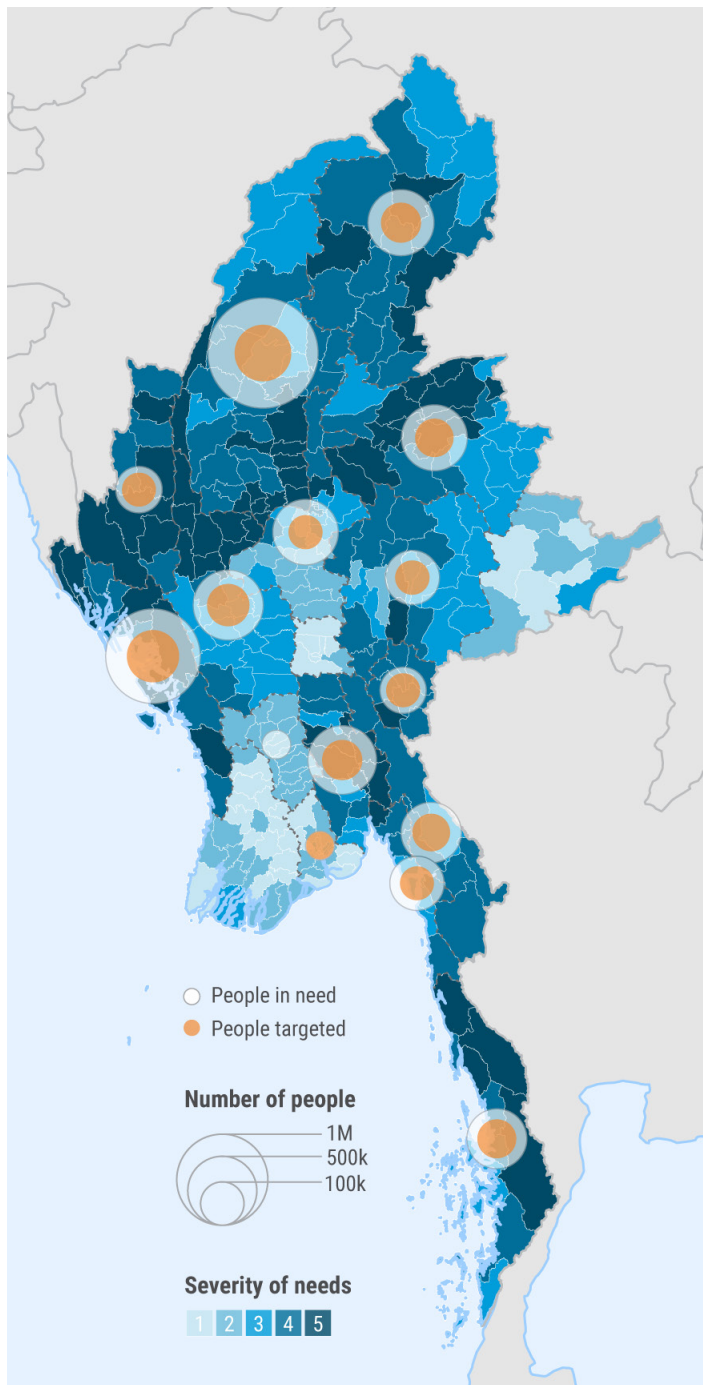 People in need
People targeted
Number of people
1M
500k
100k
Severity of needs
1 2 3 4 5